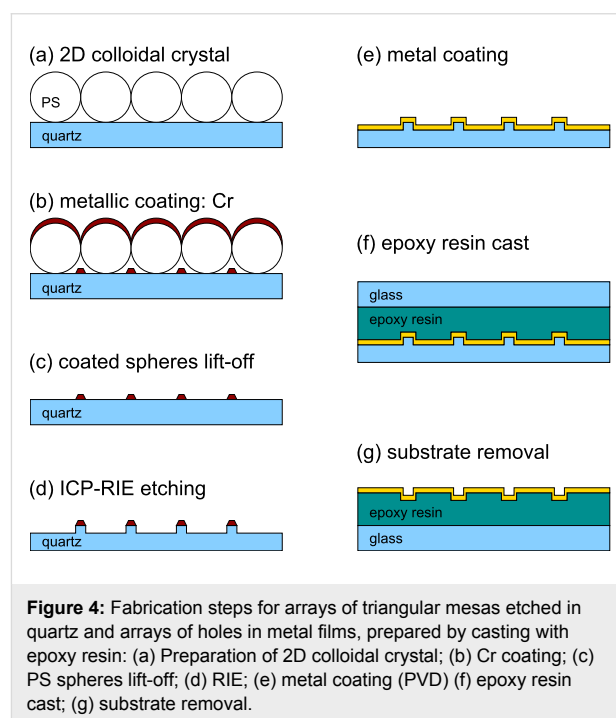 (a) 2D colloidal crystal
PS
quartz
(b) metallic coating: Cr
quartz
(c) coated spheres lift-off
quartz
(d) ICP-RIE etching
quartz
(e) metal coating
(f) epoxy resin cast
glass
epoxy resin
(g) substrate removal
epoxy resin
glass
Figure 4: Fabrication steps for arrays of triangular mesas etched in
quartz and arrays of holes in metal films, prepared by casting with
epoxy resin: (a) Preparation of 2D colloidal crystal; (b) Cr coating; (c)
PS spheres lift-off; (d) RIE; (e) metal coating (PVD) (f) epoxy resin
cast; (g) substrate removal.